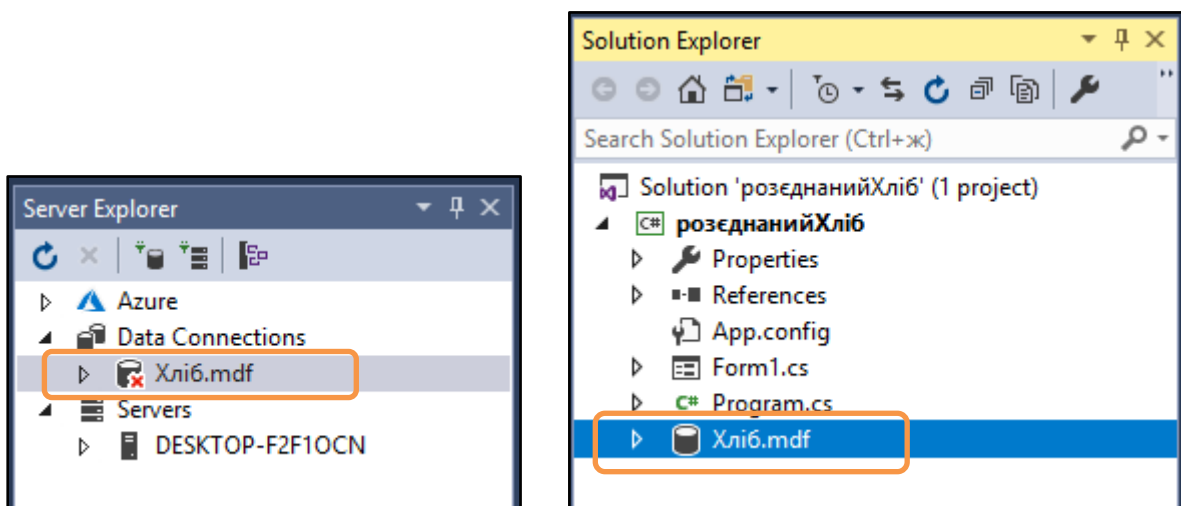 Server Explorer
Azure
Data Connections
Хліб.mdf
Servers
DESKTOP-F2F1OCN
Solution Explorer
Search Solution Explorer (Ctrl+ж)
Solution 'розєднанийХліб' (1 project)
C# розєднанийХліб
Properties
References
App.config
Form1.cs
C# Program.cs
Хліб.mdf